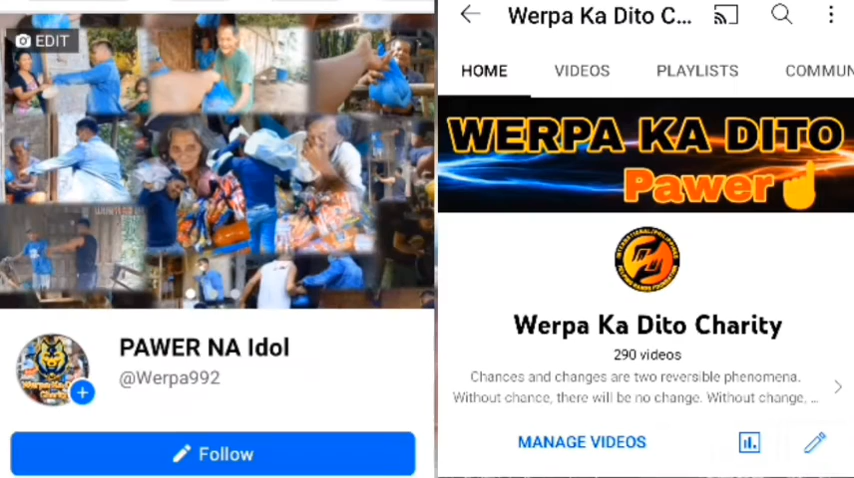 EDIT
PAWER NA Idol
@Werpa992
Follow
Werpa Ka Dito C...
HOME VIDEOS PLAYLISTS COMMUN
WERPA KA DITO
Pawer
Werpa Ka Dito Charity
290 videos
Chances and changes are two reversible phenomena.
Without chance, there will be no change. Without change, ...
MANAGE VIDEOS